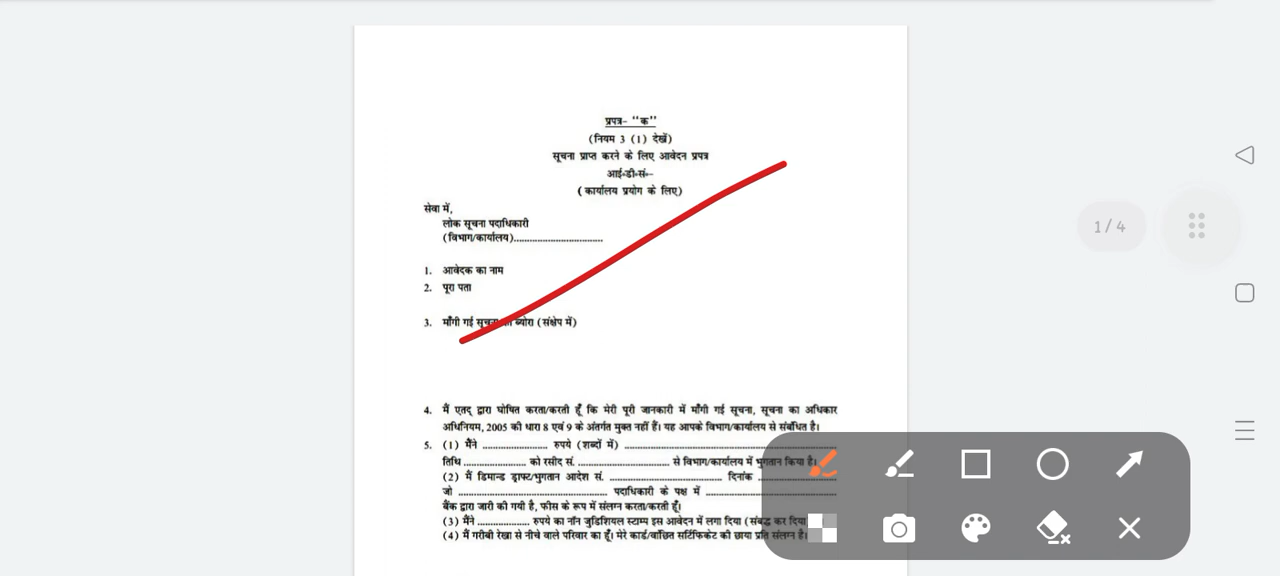 प्रपत्र- "क"
(नियम 3 (1) देखें)
सूचना प्राप्त करने के लिए आवेदन प्रपत्र
आई॰डी॰सं॰-
(कार्यालय प्रयोग के लिए)
सेवा में,
लोक सूचना पदाधिकारी
(विभाग/कार्यालय)...............................
1. आवेदक का नाम
2. पूरा पता
3. माँगी गई सूचना का ब्योरा (संक्षेप में)
1 / 4
4. मैं एतद् द्वारा घोषित करता/करती हूँ कि मेरी पूरी जानकारी में माँगी गई सूचना, सूचना का अधिकार
अधिनियम, 2005 की धारा 8 एवं 9 के अंतर्गत मुक्त नहीं हैं। यह आपके विभाग/कार्यालय से संबंधित है।
5. (1) मैंने ...................... रुपये (शब्दों में) ........................................................................
तिथि ..................... को रसीद सं. ............................... से विभाग/कार्यालय में भुगतान किया है।
(2) मैं डिमान्ड ड्राफ्ट/भुगतान आदेश सं. ...................................... दिनांक ...........................
जो .................................................. पदाधिकारी के पक्ष में ............................................
बैंक द्वारा जारी की गयी है, फीस के रूप में संलग्न करता/करती हूँ।
(3) मैंने .................. रुपये का नॉन जुडिशियल स्टाम्प इस आवेदन में लगा दिया (संबद्ध कर दिया
(4) मैं गरीबी रेखा से नीचे वाले परिवार का हूँ। मेरे कार्ड/वांछित सर्टिफिकेट की छाया प्रति संलग्न है।